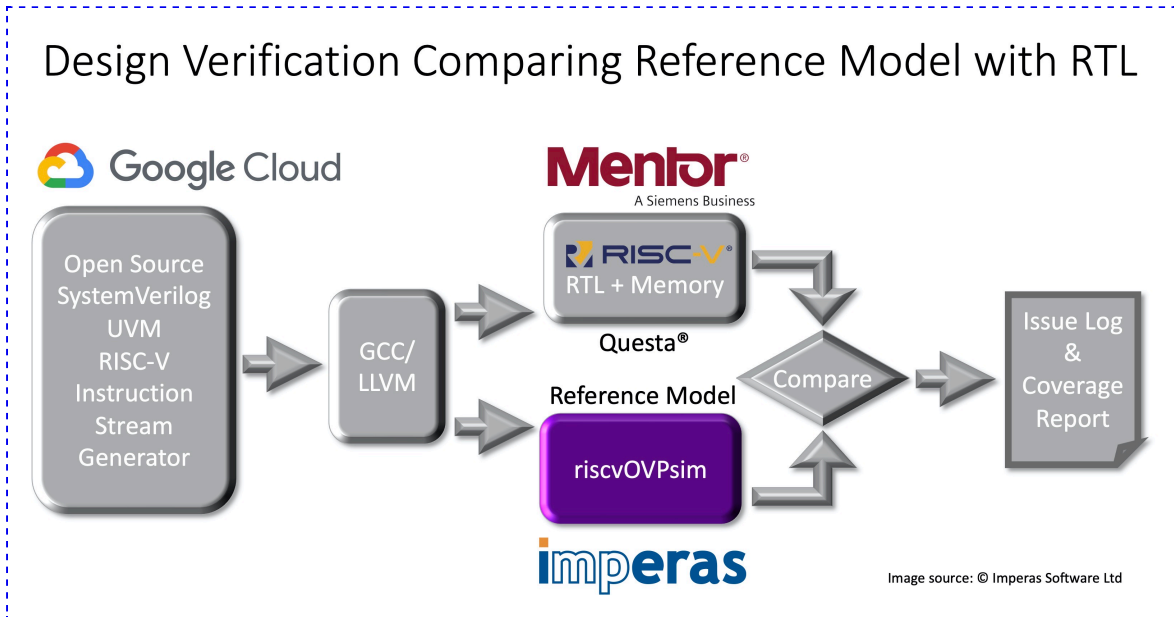 Design Verification Comparing Reference Model with RTL
Google Cloud
Open Source
SystemVerilog
UVM
RISC-V
Instruction
Stream
Generator
GCC/
LLVM
Mentor®
A Siemens Business
RISC-V®
RTL + Memory
Questa®
Reference Model
riscvOVPsim
imperas
Compare
Issue Log
&
Coverage
Report
Image source: © Imperas Software Ltd